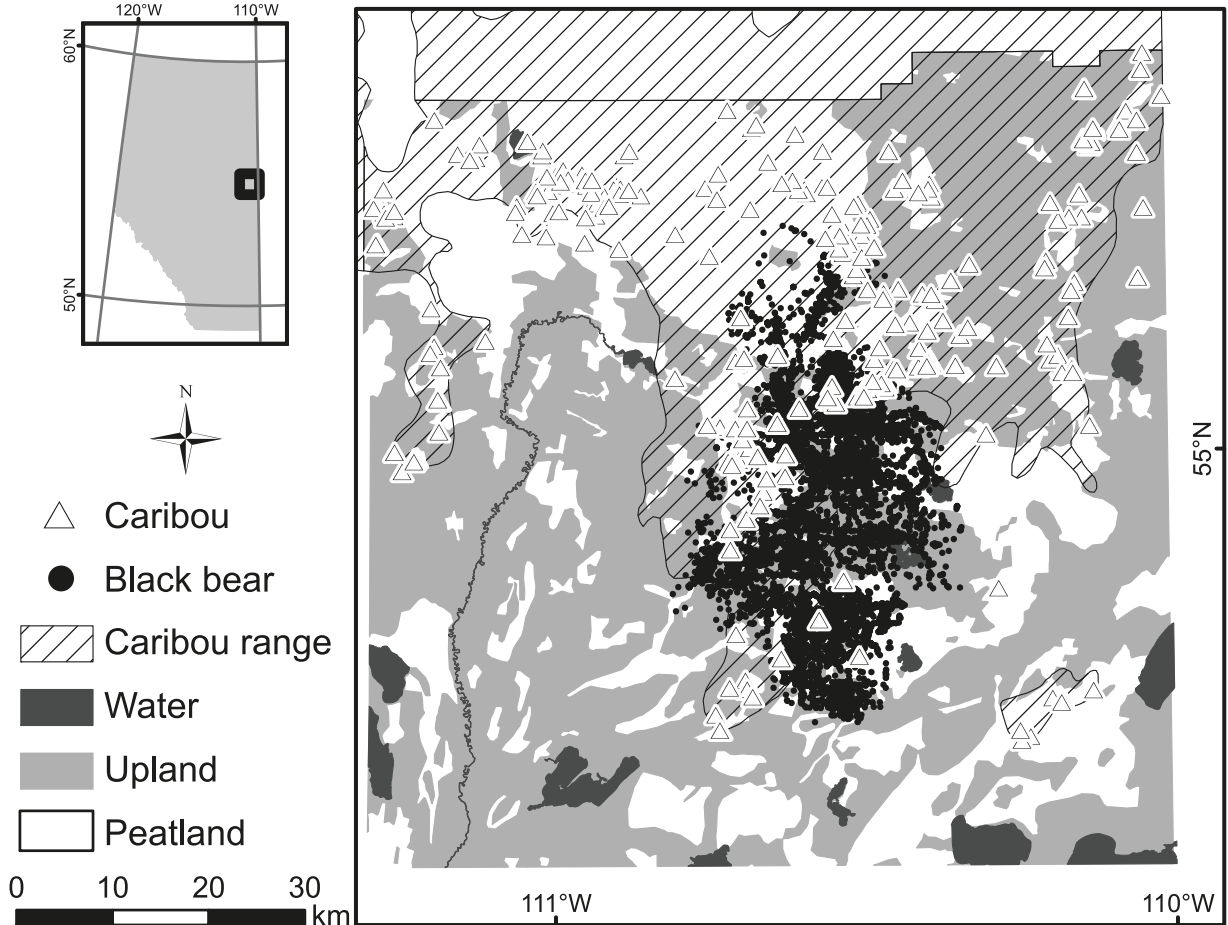 120°W 110°W
60°N
50°N
N
Caribou
Black bear
Caribou range
Water
Upland
Peatland
0 10 20 30
km
55°N
111°W 110°W